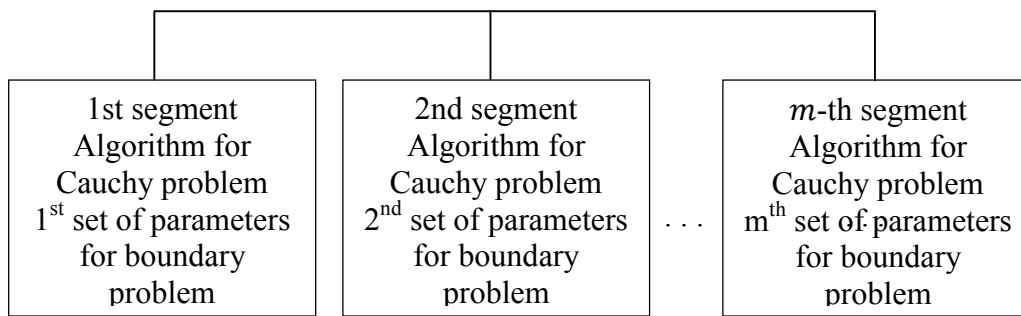 1st segment
Algorithm for
Cauchy problem
1st set of parameters
for boundary
problem
2nd segment
Algorithm for
Cauchy problem
2nd set of parameters
for boundary
problem
. . .
m-th segment
Algorithm for
Cauchy problem
mth set of parameters
for boundary
problem